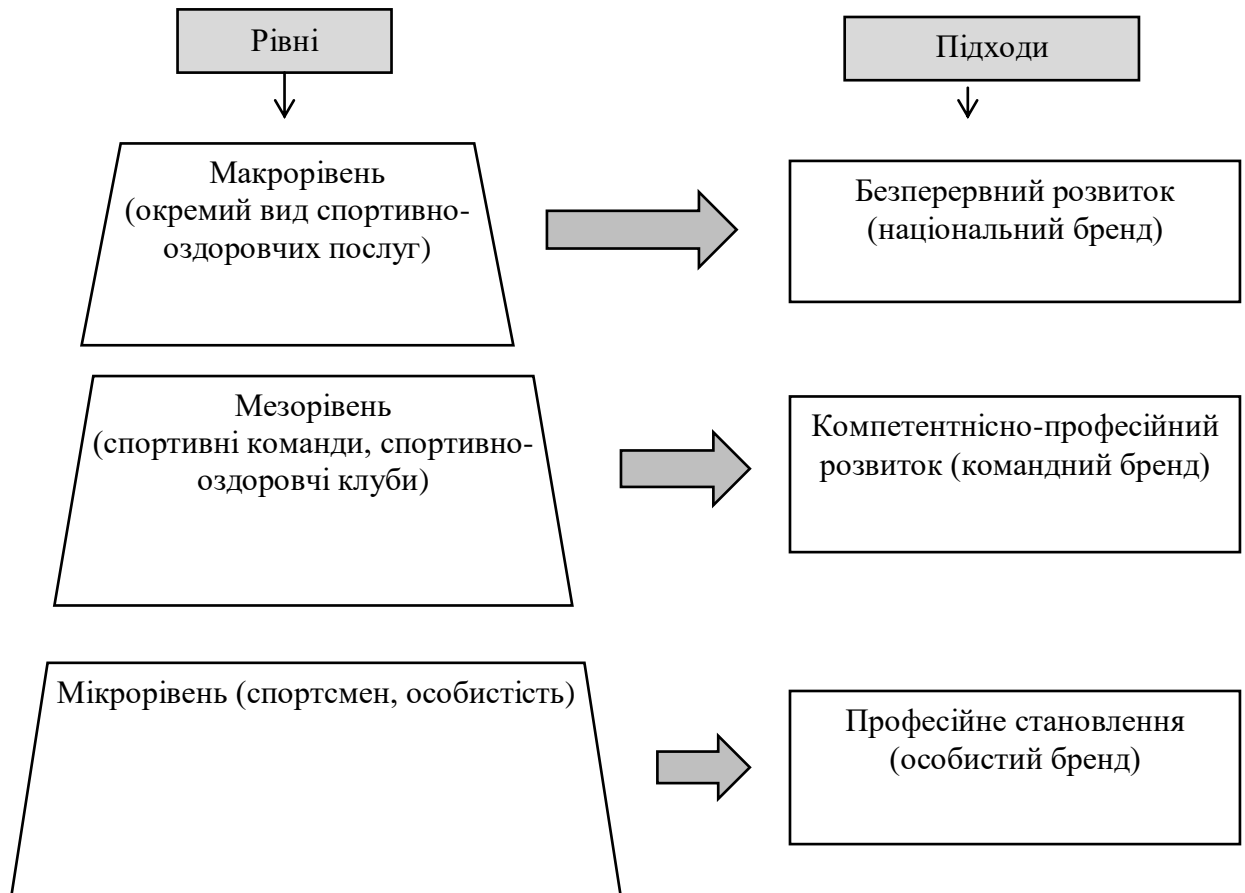 Рівні
Підходи
Макрорівень
(окремий вид спортивно-
оздоровчих послуг)
Безперервний розвиток
(національний бренд)
Мезорівень
(спортивні команди, спортивно-
оздоровчі клуби)
Компетентнісно-професійний
розвиток (командний бренд)
Мікрорівень (спортсмен, особистість)
Професійне становлення
(особистий бренд)